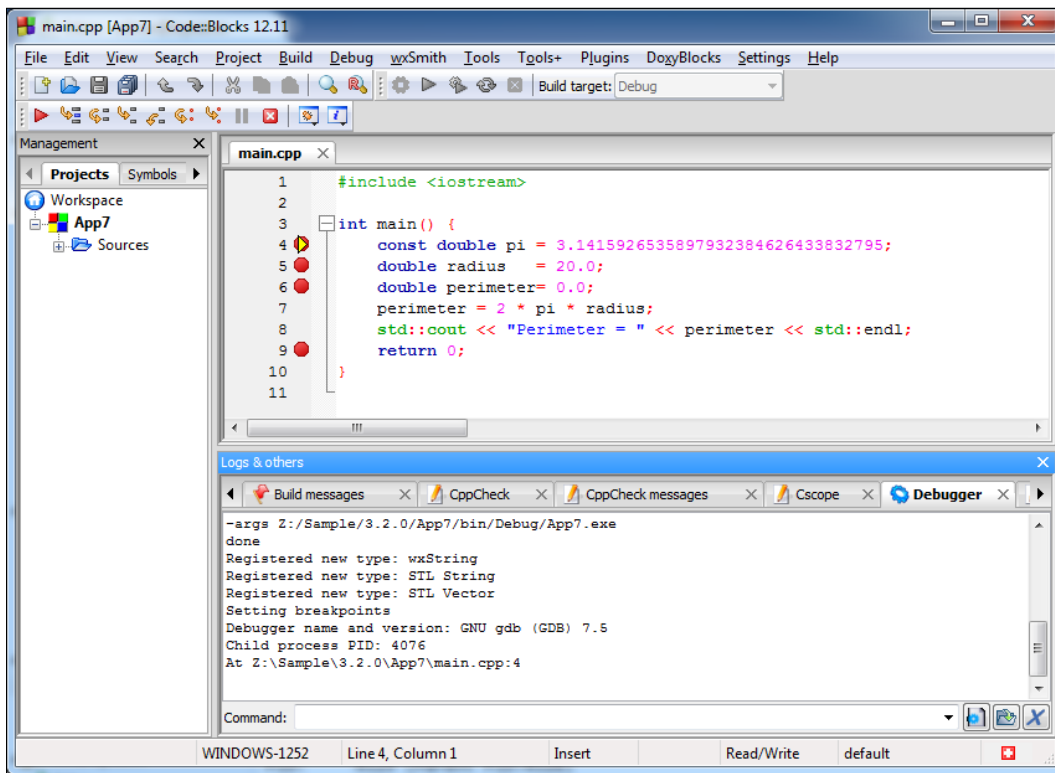 main.cpp [App7] - Code::Blocks 12.11
File Edit View Search Project Build Debug wxSmith Tools Tools+ Plugins DoxyBlocks Settings Help
Build target: Debug
Management
Projects Symbols
Workspace
App7
Sources
main.cpp
1 #include <iostream>
2
3 int main() {
4 const double pi = 3.1415926535897932384626433832795;
5 double radius   = 20.0;
6 double perimeter= 0.0;
7 perimeter = 2 * pi * radius;
8 std::cout << "Perimeter = " << perimeter << std::endl;
9 return 0;
10 }
11
Logs & others
Build messages CppCheck CppCheck messages Cscope Debugger
-args Z:/Sample/3.2.0/App7/bin/Debug/App7.exe
done
Registered new type: wxString
Registered new type: STL String
Registered new type: STL Vector
Setting breakpoints
Debugger name and version: GNU gdb (GDB) 7.5
Child process PID: 4076
At Z:\Sample\3.2.0\App7\main.cpp:4
Command:
WINDOWS-1252 Line 4, Column 1 Insert Read/Write default